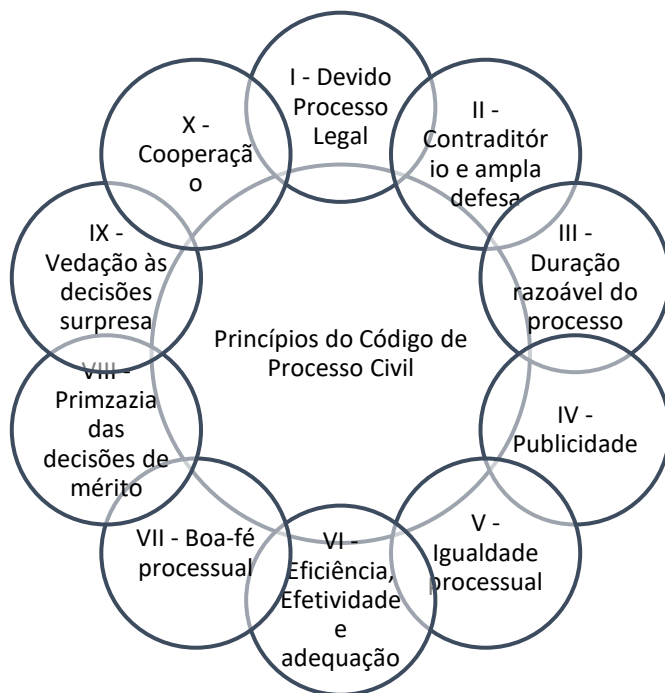 I - Devido
Processo
Legal
II -
Contraditór
io e ampla
defesa
III -
Duração
razoável do
processo
IV -
Publicidade
V -
Igualdade
processual
VI -
Eficiência,
Efetividade
e
adequação
VII - Boa-fé
processual
VIII -
Primzazia
das
decisões de
mérito
IX -
Vedação às
decisões
surpresa
X -
Cooperaçã
o
Princípios do Código de
Processo Civil